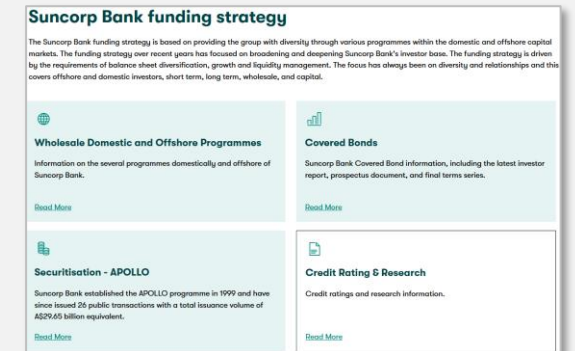 Suncorp Bank funding strategy
The Suncorp Bank funding strategy is based on providing the group with diversity through various programmes within the domestic and offshore capital
markets. The funding strategy over recent years has focused on broadening and deepening Suncorp Bank's investor base. The funding strategy is driven
by the requirements of balance sheet diversification, growth and liquidity management. The focus has always been on diversity and relationships and this
covers offshore and domestic investors, short term, long term, wholesale, and capital.
Wholesale Domestic and Offshore Programmes
Information on the several programmes domestically and offshore of
Suncorp Bank.
Read More
Covered Bonds
Suncorp Bank Covered Bond information, including the latest investor
report, prospectus document, and final terms series.
Read More
Securitisation - APOLLO
Suncorp Bank established the APOLLO programme in 1999 and have
since issued 26 public transactions with a total issuance volume of
A$29.65 billion equivalent.
Read More
Credit Rating & Research
Credit ratings and research information.
Read More